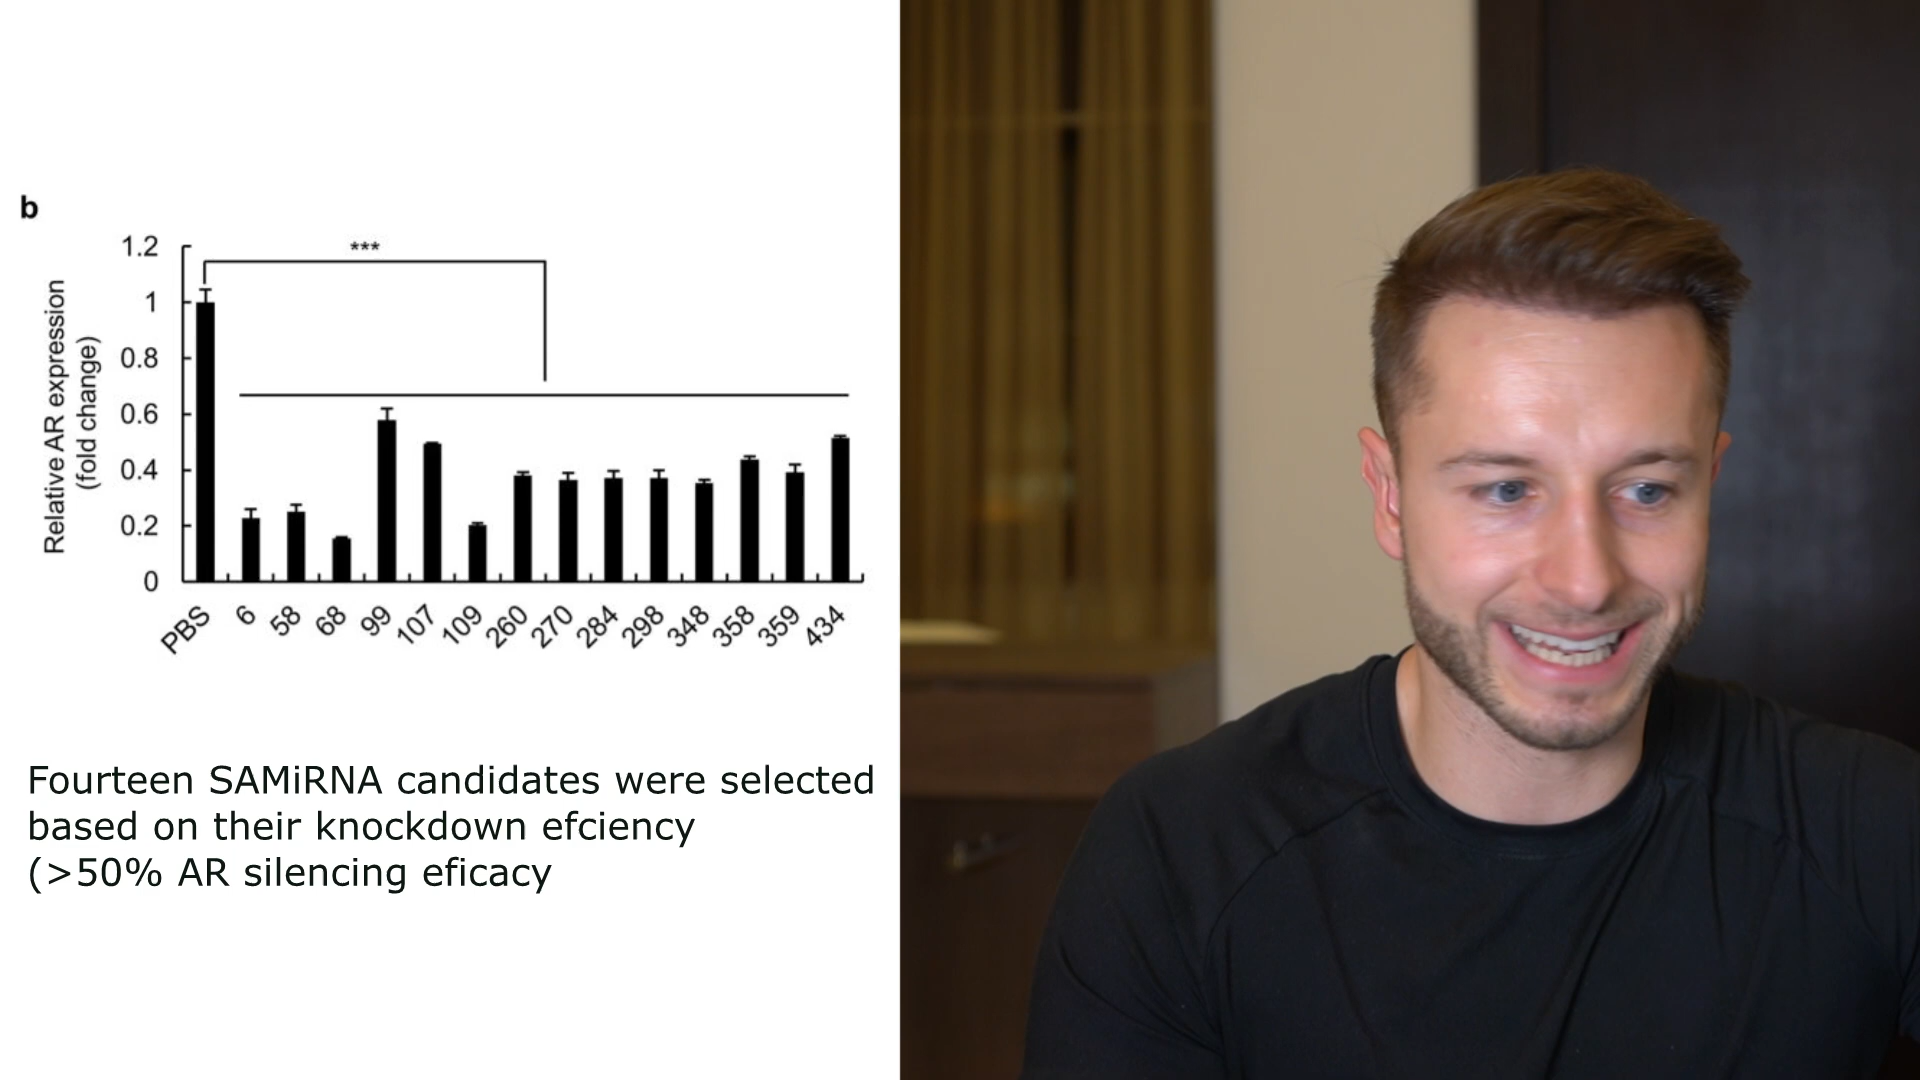 b
***
Relative AR expression
(fold change)
1.2
1
0.8
0.6
0.4
0.2
0
PBS 6 58 68 99 107 109 260 270 284 298 348 358 359 434
Fourteen SAMiRNA candidates were selected
based on their knockdown efciency
(>50% AR silencing eficacy